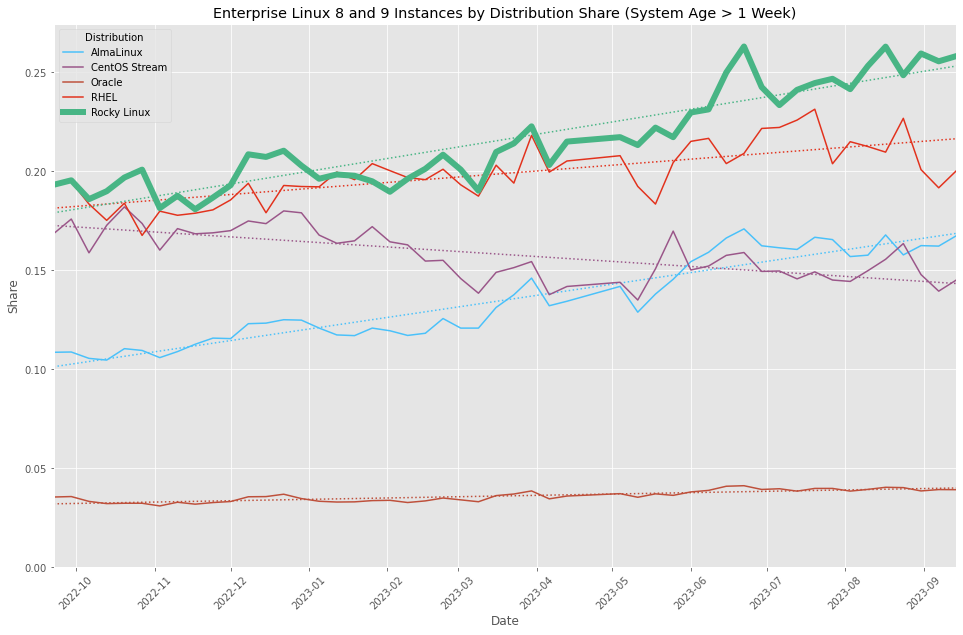 Enterprise Linux 8 and 9 Instances by Distribution Share (System Age > 1 Week)
Distribution
AlmaLinux
CentOS Stream
Oracle
RHEL
Rocky Linux
Share
0.25
0.20
0.15
0.10
0.05
0.00
2022-10
2022-11
2022-12
2023-01
2023-02
2023-03
2023-04
2023-05
2023-06
2023-07
2023-08
2023-09
Date